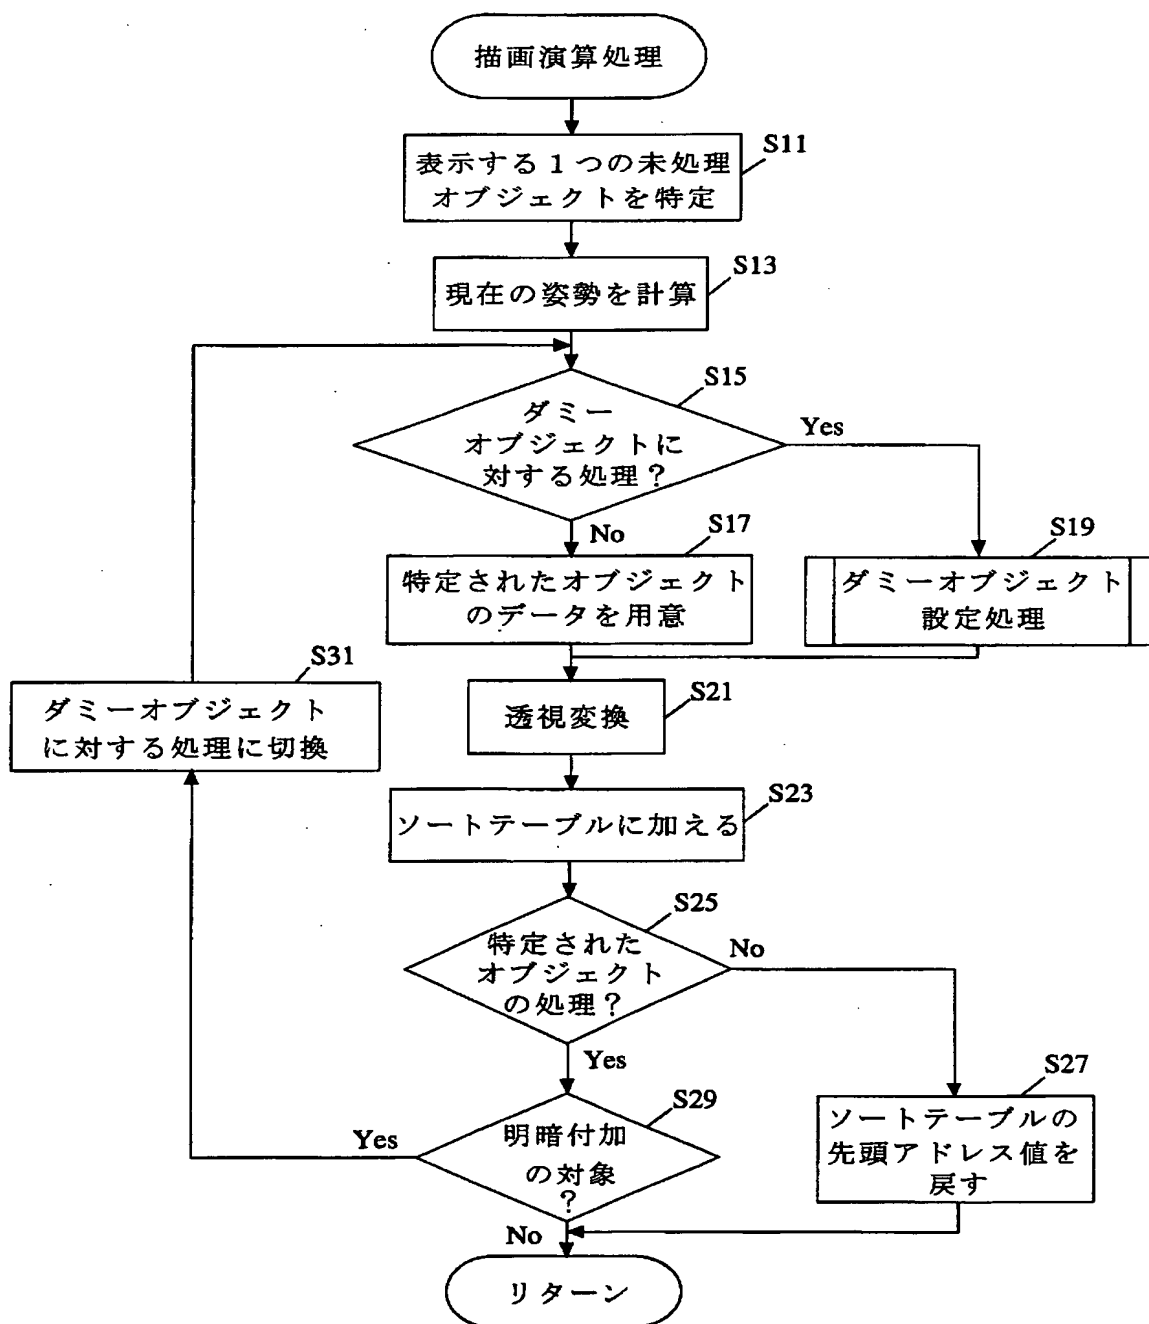 描画演算処理
S11
表示する１つの未処理
オブジェクトを特定
S13
現在の姿勢を計算
S15
ダミー
オブジェクトに
対する処理？
Yes
No
S17
特定されたオブジェクト
のデータを用意
S19
ダミーオブジェクト
設定処理
S31
ダミーオブジェクト
に対する処理に切換
S21
透視変換
S23
ソートテーブルに加える
S25
特定された
オブジェクト
の処理？
No
Yes
S27
ソートテーブルの
先頭アドレス値を
戻す
S29
明暗付加
の対象
？
Yes
No
リターン